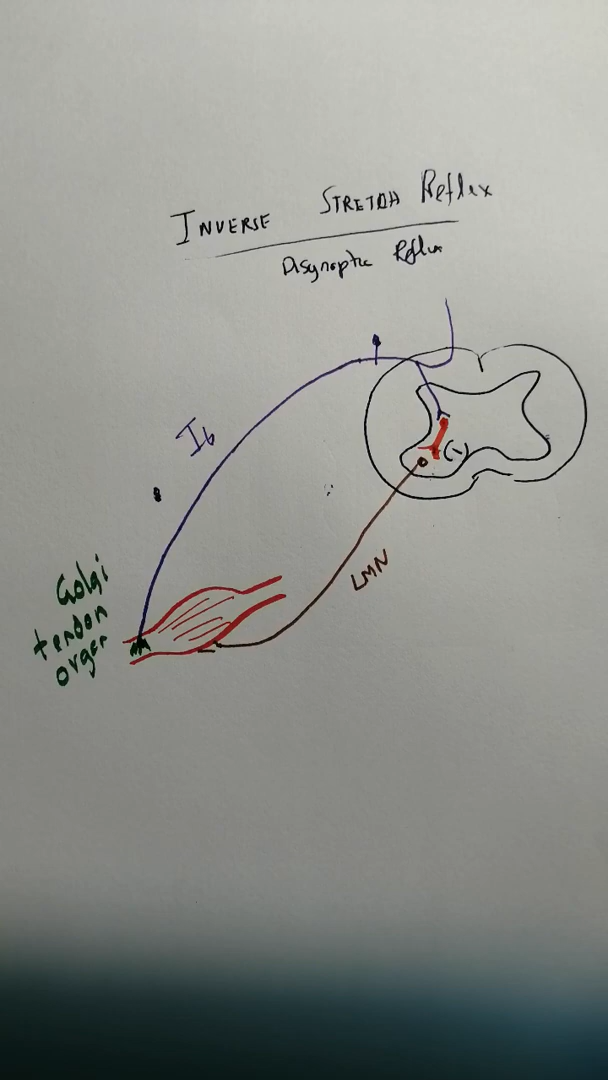 INVERSE STRETCH Reflex
Disynaptic Reflex
Ib
(-)
LMN
Golgi
tendon
organ